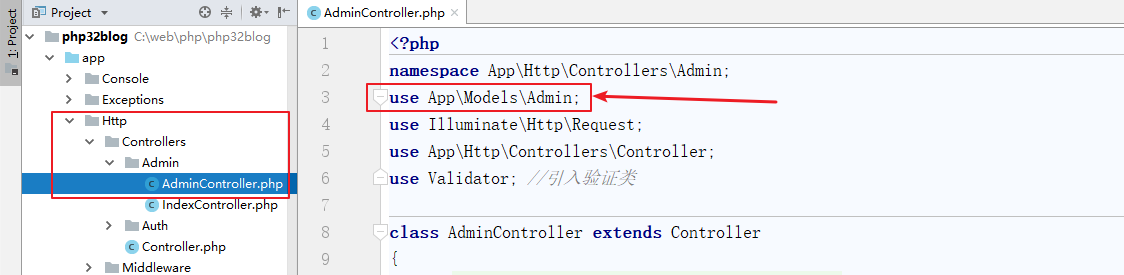 1: Project
Project
php32blog C:\web\php\php32blog
app
Console
Exceptions
Http
Controllers
Admin
AdminController.php
IndexController.php
Auth
Controller.php
Middleware
AdminController.php ×
1 <?php
2 namespace App\Http\Controllers\Admin;
3 use App\Models\Admin;
4 use Illuminate\Http\Request;
5 use App\Http\Controllers\Controller;
6 use Validator; //引入验证类
7
8 class AdminController extends Controller
9 {